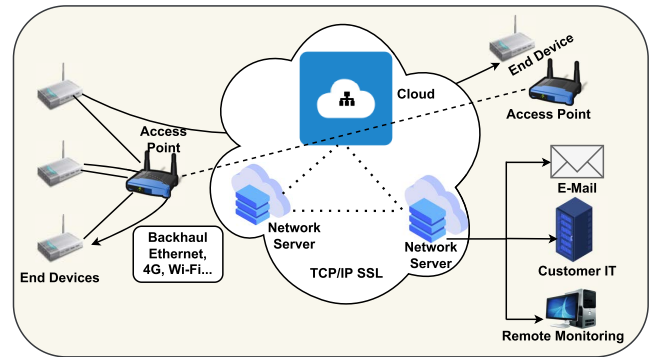 End Device
Cloud
Access Point
Access
Point
E-Mail
Network
Server
Network
Server
Backhaul
Ethernet,
4G, Wi-Fi...
End Devices
TCP/IP SSL
Customer IT
Remote Monitoring